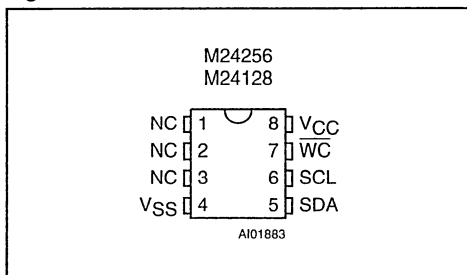 M24256
M24128
NC 1 8 VCC
NC 2 7 WC
NC 3 6 SCL
VSS 4 5 SDA
AI01883